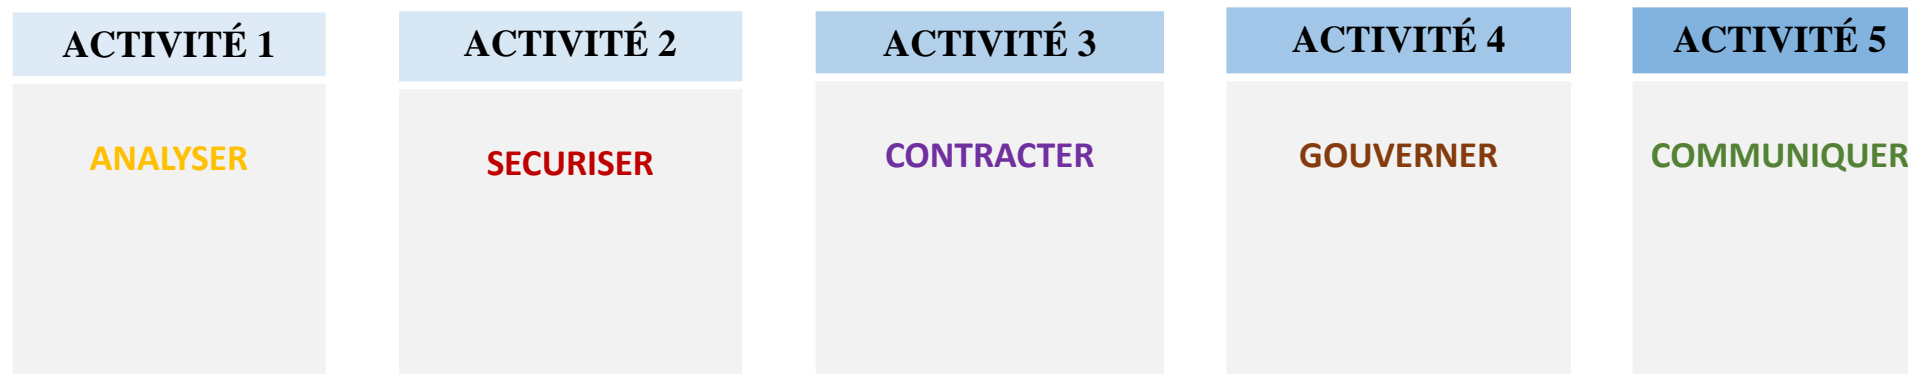 ACTIVITÉ 1
ANALYSER
ACTIVITÉ 2
SECURISER
ACTIVITÉ 3
CONTRACTER
ACTIVITÉ 4
GOUVERNER
ACTIVITÉ 5
COMMUNIQUER